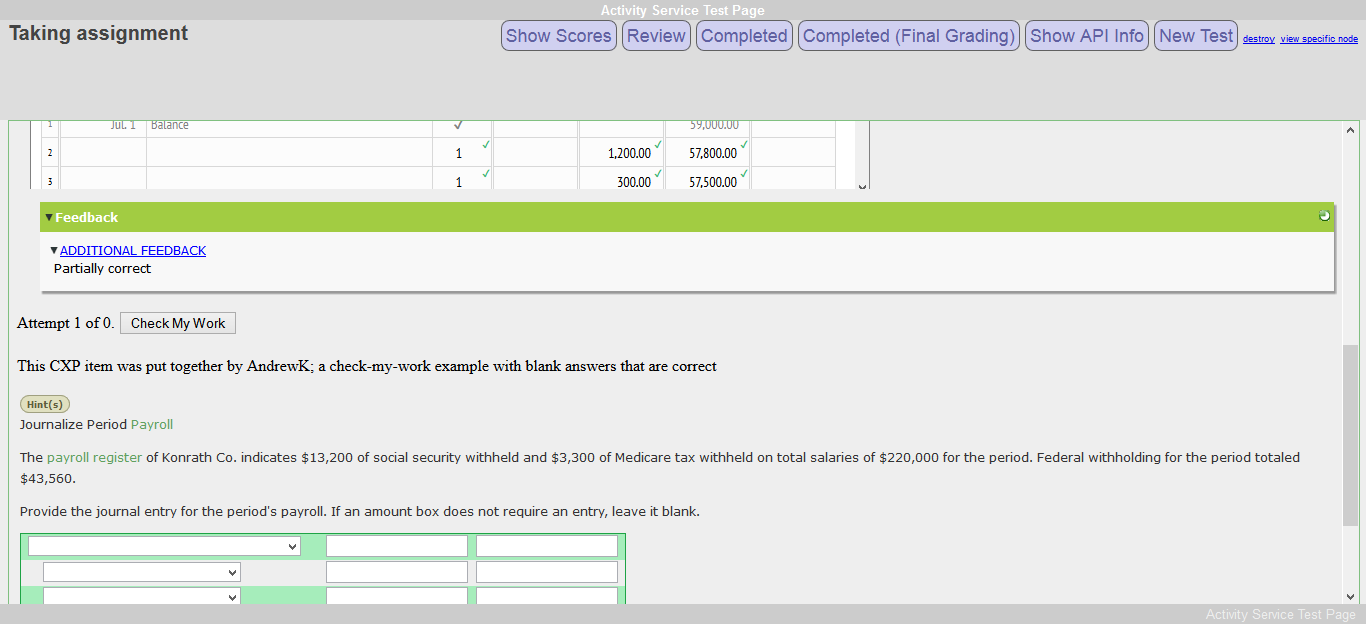 Activity Service Test Page
Taking assignment
Show Scores Review Completed Completed (Final Grading) Show API Info New Test destroy view specific node
1 Jul. 1 Balance ✓ 59,000.00
2 1 ✓ 1,200.00 ✓ 57,800.00 ✓
3 1 ✓ 300.00 ✓ 57,500.00 ✓
Feedback
ADDITIONAL FEEDBACK
Partially correct
Attempt 1 of 0. Check My Work
This CXP item was put together by AndrewK; a check-my-work example with blank answers that are correct
Hint(s)
Journalize Period Payroll
The payroll register of Konrath Co. indicates $13,200 of social security withheld and $3,300 of Medicare tax withheld on total salaries of $220,000 for the period. Federal withholding for the period totaled
$43,560.
Provide the journal entry for the period's payroll. If an amount box does not require an entry, leave it blank.
Activity Service Test Page